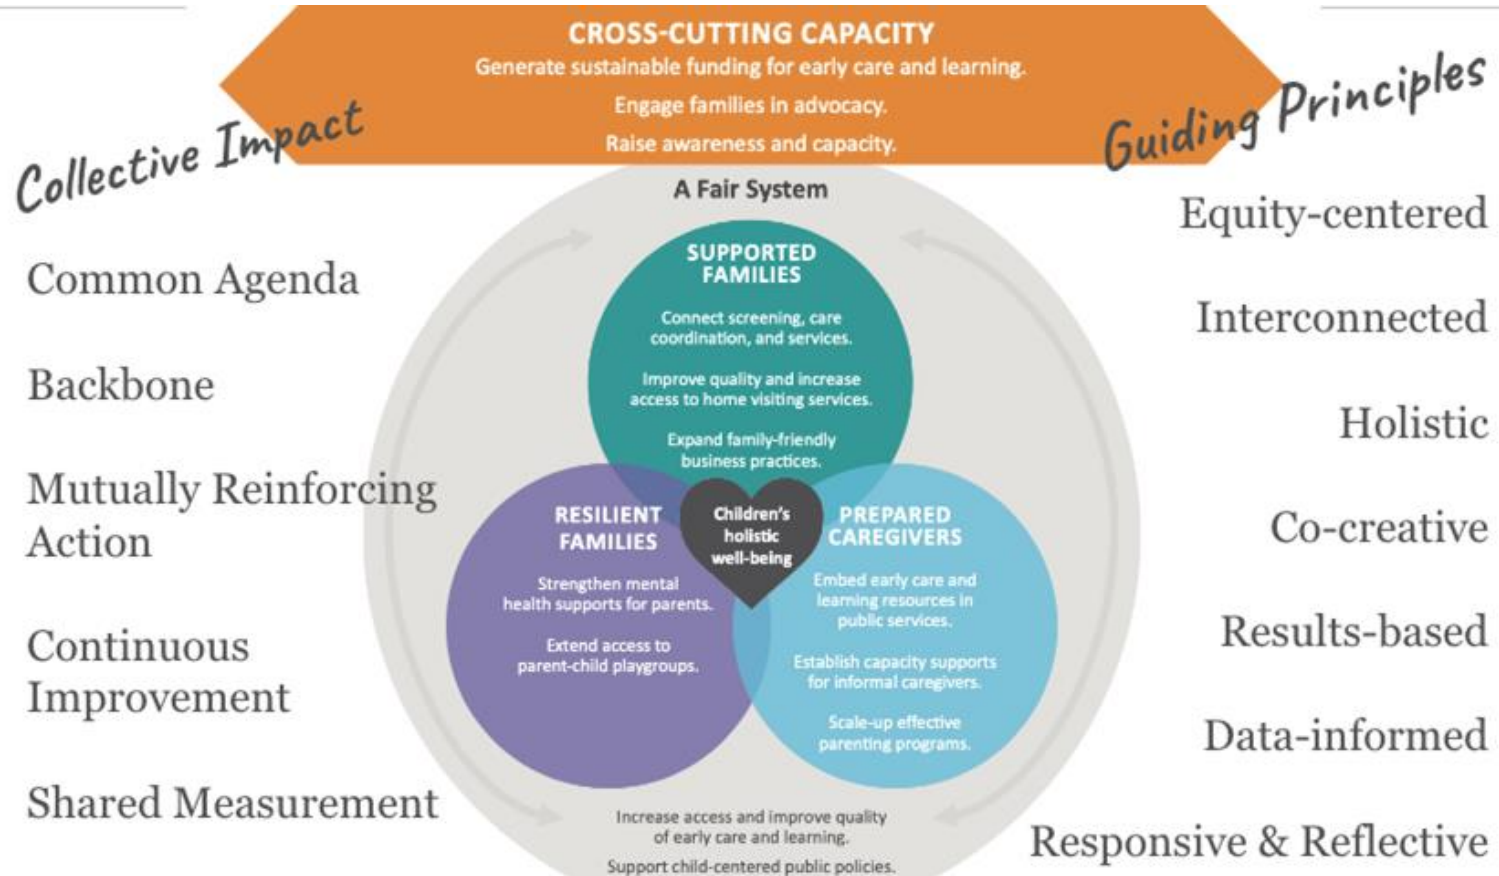 CROSS-CUTTING CAPACITY
Generate sustainable funding for early care and learning.
Engage families in advocacy.
Raise awareness and capacity.
Collective Impact
Common Agenda
Backbone
Mutually Reinforcing
Action
Continuous
Improvement
Shared Measurement
A Fair System
SUPPORTED
FAMILIES
Connect screening, care
coordination, and services.
Improve quality and increase
access to home visiting services.
Expand family-friendly
business practices.
RESILIENT
FAMILIES
Strengthen mental
health supports for parents.
Extend access to
parent-child playgroups.
Children's
holistic
well-being
PREPARED
CAREGIVERS
Embed early care and
learning resources in
public services.
Establish capacity supports
for informal caregivers.
Scale-up effective
parenting programs.
Increase access and improve quality
of early care and learning.
Support child-centered public policies.
Guiding Principles
Equity-centered
Interconnected
Holistic
Co-creative
Results-based
Data-informed
Responsive & Reflective